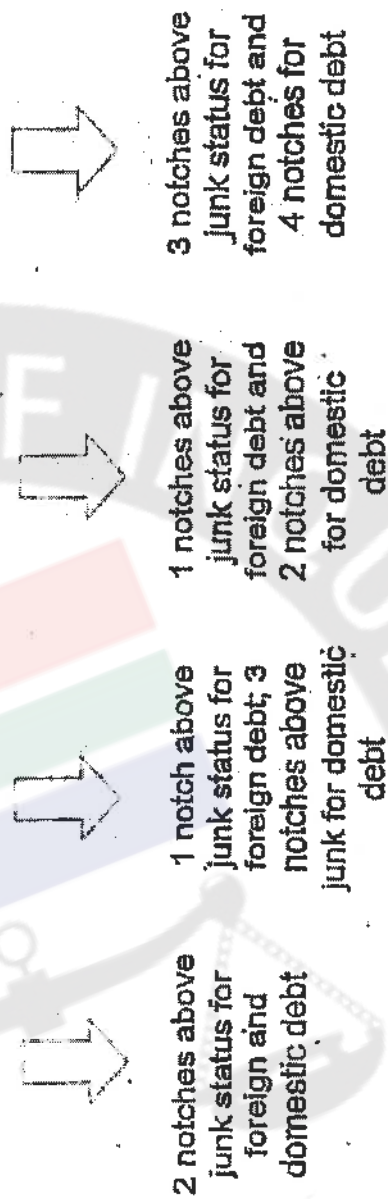 2 notches above
junk status for
foreign and
domestic debt
1 notch above
junk status for
foreign debt; 3
notches above
junk for domestic
debt
1 notches above
junk status for
foreign debt and
2 notches above
for domestic
debt
3 notches above
junk status for
foreign debt and
4 notches for
domestic debt